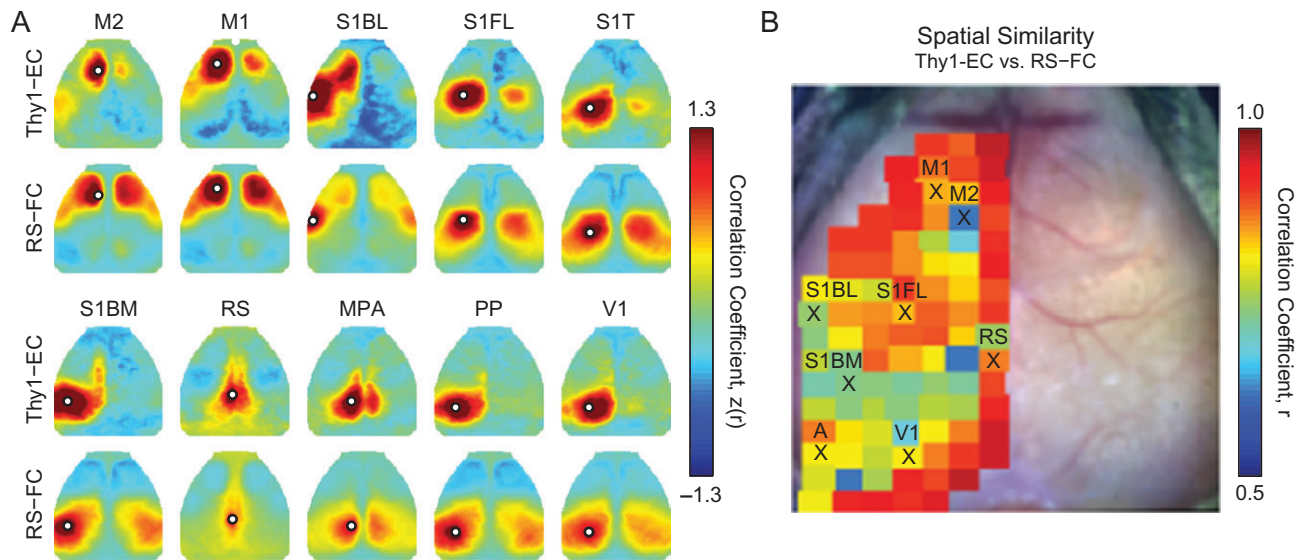 A
M2 M1 S1BL S1FL S1T
Thy1−EC
RS−FC
S1BM RS MPA PP V1
Thy1−EC
RS−FC
1.3
Correlation Coefficient, z(r)
−1.3
B
Spatial Similarity
Thy1-EC vs. RS−FC
M1
X M2
X
S1BL S1FL
X X
RS
S1BM X
X
A V1
X X
1.0
Correlation Coefficient, r
0.5